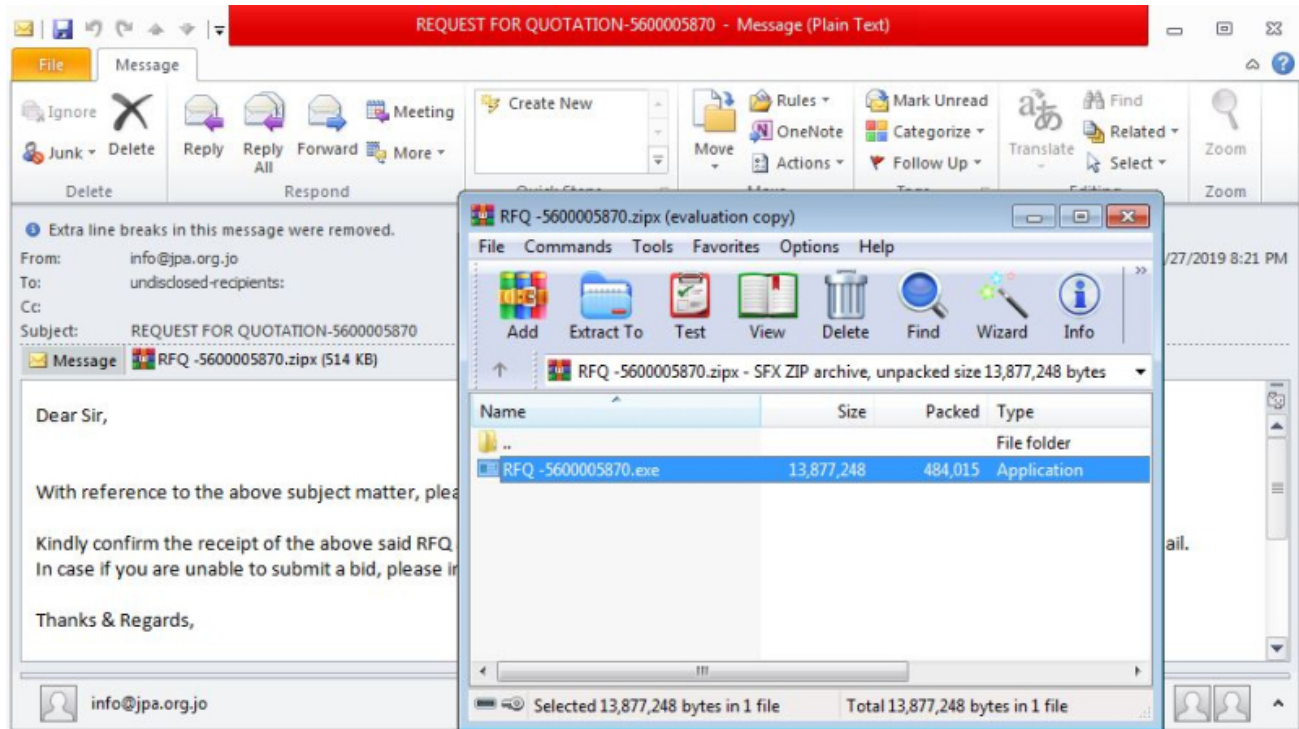 REQUEST FOR QUOTATION-5600005870 - Message (Plain Text)
File Message
Ignore
Junk Delete
Reply Reply All Forward
Meeting
More
Create New
Move
Rules
OneNote
Actions
Mark Unread
Categorize
Follow Up
Translate
Find
Related
Select
Zoom
Delete Respond Quick Steps Move Tags Editing Zoom
Extra line breaks in this message were removed.
From: info@jpa.org.jo
/27/2019 8:21 PM
To: undisclosed-recipients:
Cc:
Subject: REQUEST FOR QUOTATION-5600005870
Message RFQ -5600005870.zipx (514 KB)
Dear Sir,
With reference to the above subject matter, plea
Kindly confirm the receipt of the above said RFQ
ail.
In case if you are unable to submit a bid, please in
Thanks & Regards,
info@jpa.org.jo
RFQ -5600005870.zipx (evaluation copy)
File Commands Tools Favorites Options Help
Add Extract To Test View Delete Find Wizard Info
RFQ -5600005870.zipx - SFX ZIP archive, unpacked size 13,877,248 bytes
Name Size Packed Type
.. File folder
RFQ -5600005870.exe 13,877,248 484,015 Application
Selected 13,877,248 bytes in 1 file Total 13,877,248 bytes in 1 file